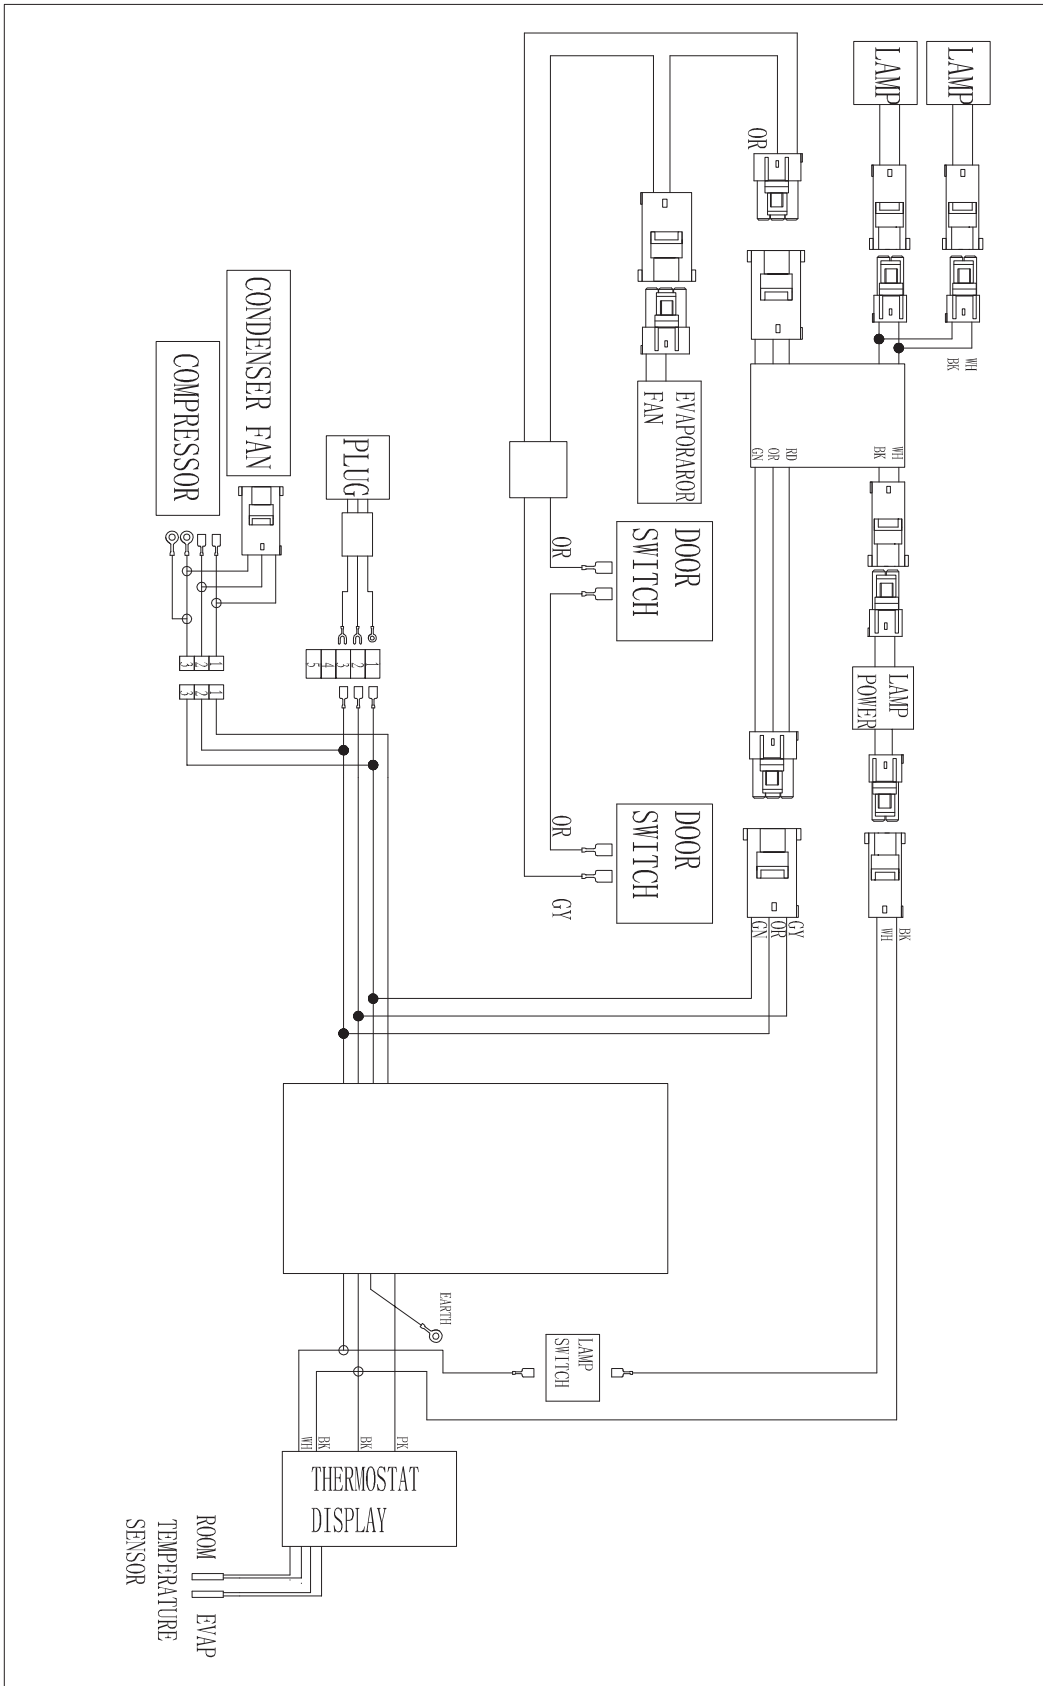 LAMP
LAMP
OR
WH
BK
CONDENSER FAN
COMPRESSOR
PLUG
EVAPORAROR
FAN
WH
BK
RD
OR
GN
DOOR
SWITCH
OR
LAMP
POWER
1
2
3
4
5
1
2
3
1
2
3
DOOR
SWITCH
OR
GY
BK
WH
GY
OR
GN
EARTH
LAMP
SWITCH
WH
BK
BK
PK
THERMOSTAT
DISPLAY
ROOM EVAP
TEMPERATURE
SENSOR